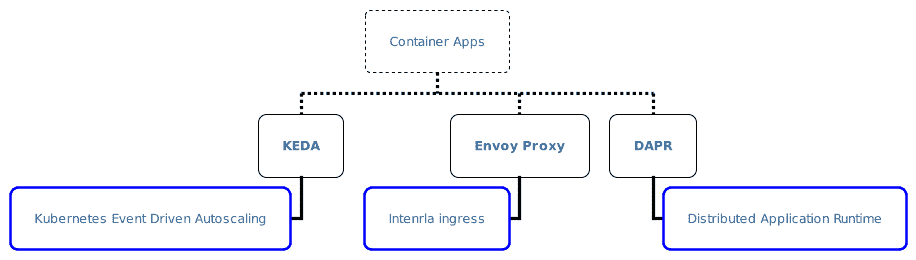 Container Apps
KEDA
Envoy Proxy
DAPR
Kubernetes Event Driven Autoscaling
Intenrla ingress
Distributed Application Runtime